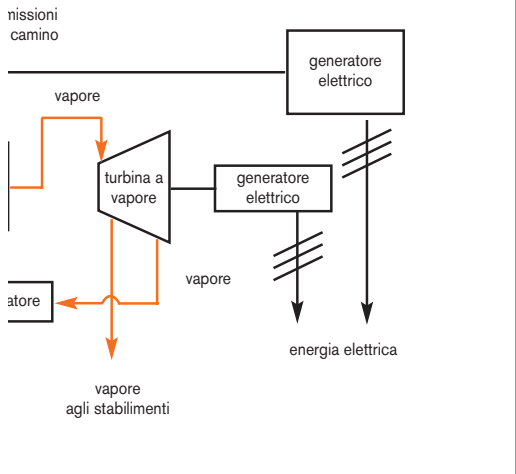 missioni
camino
generatore
elettrico
vapore
turbina a
vapore
generatore
elettrico
vapore
atore
energia elettrica
vapore
agli stabilimenti